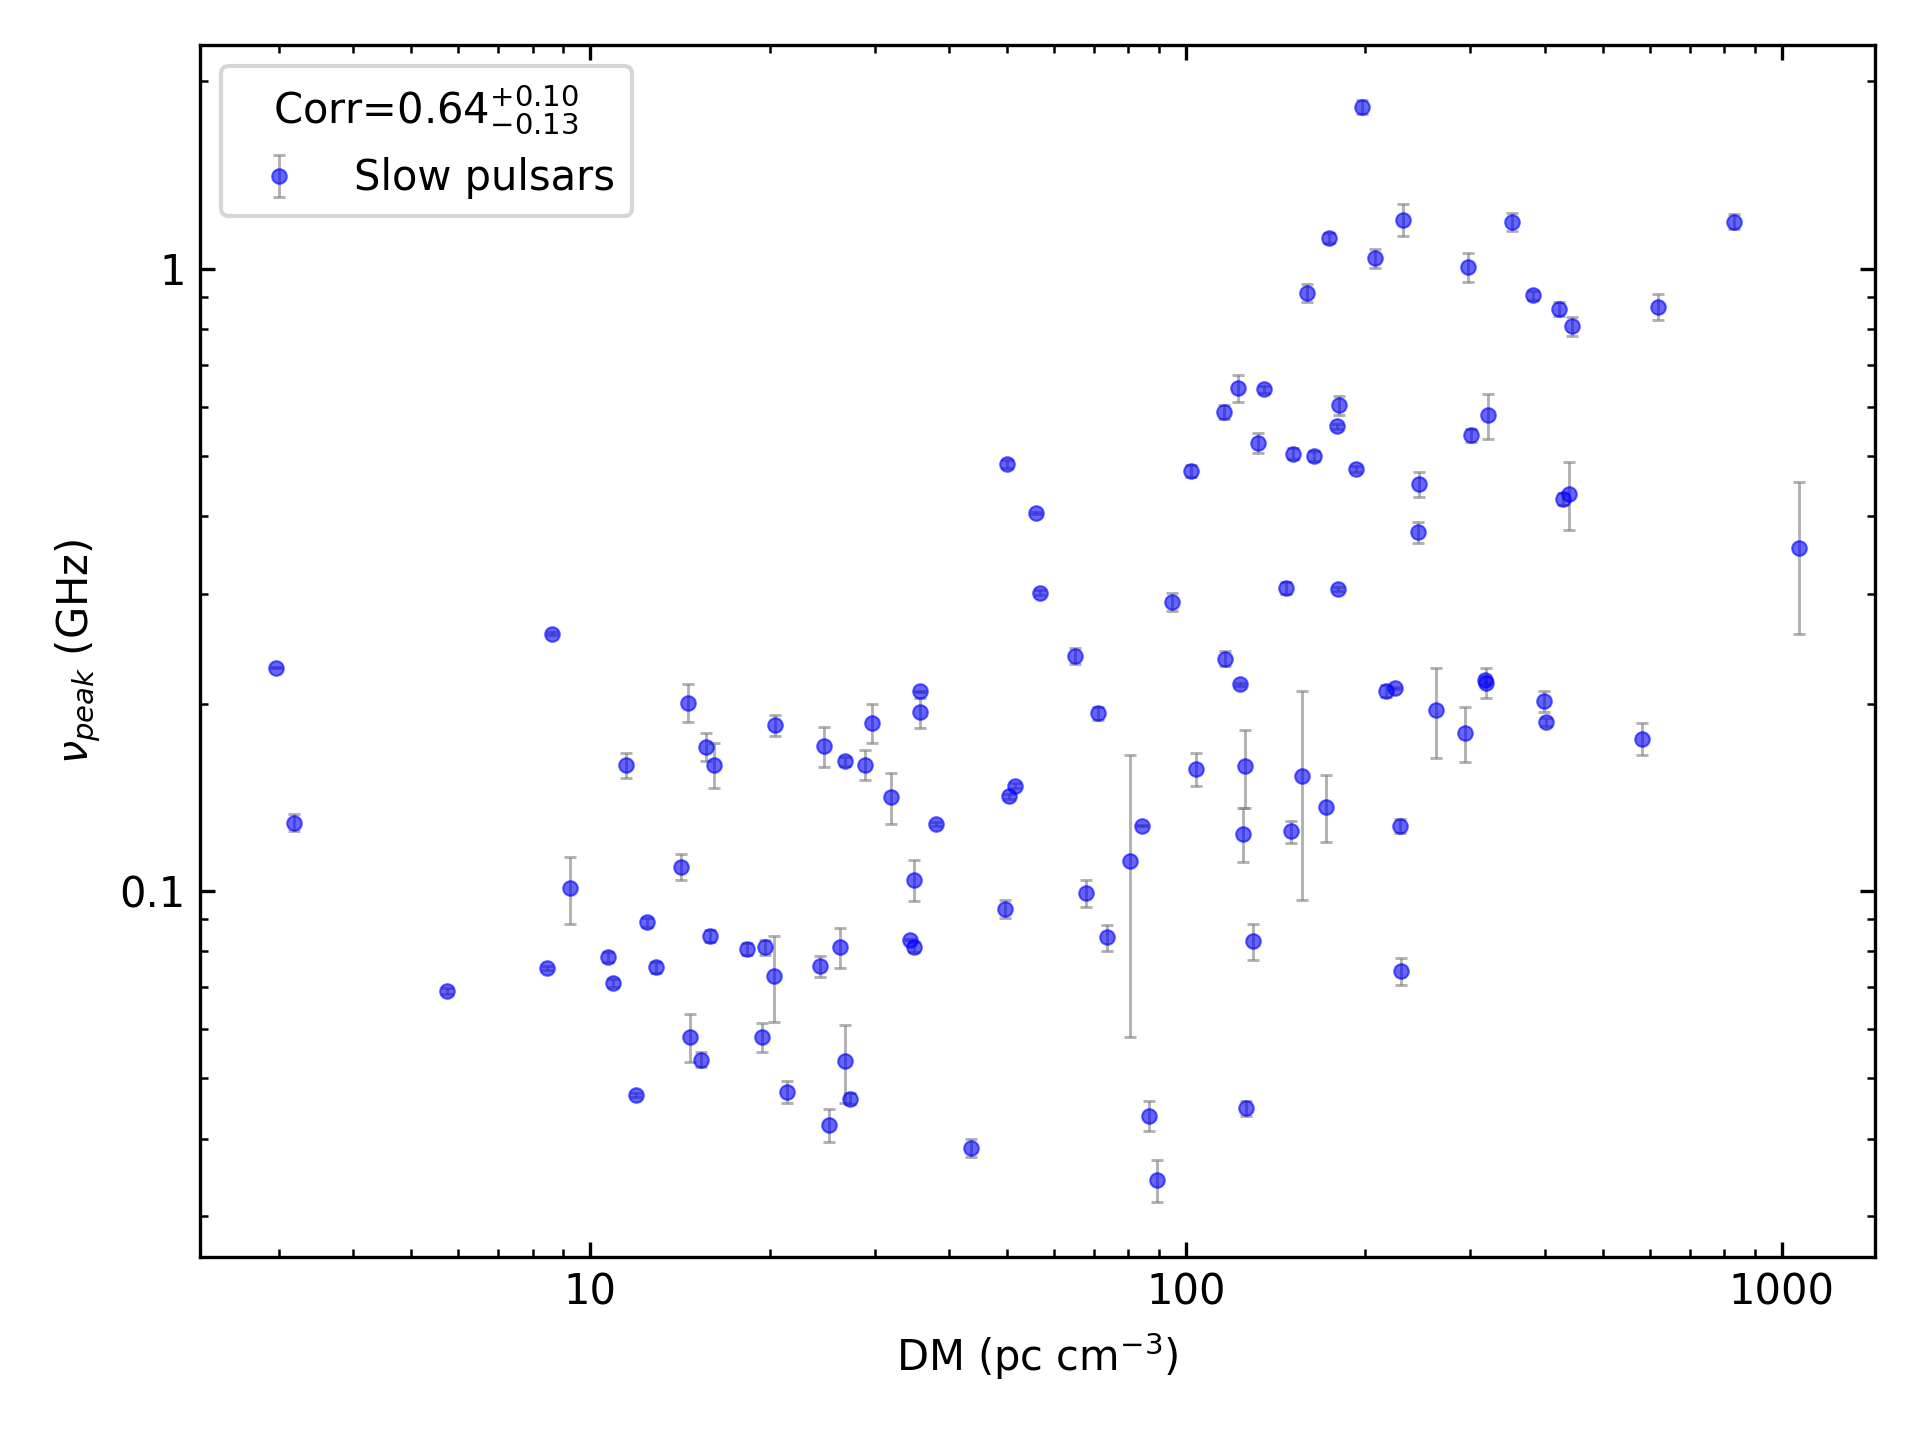 Corr=0.64$^{+0.10}_{-0.13}$
Slow pulsars
1
0.1
ν$_{peak}$ (GHz)
10 100 1000
DM (pc cm$^{-3}$)